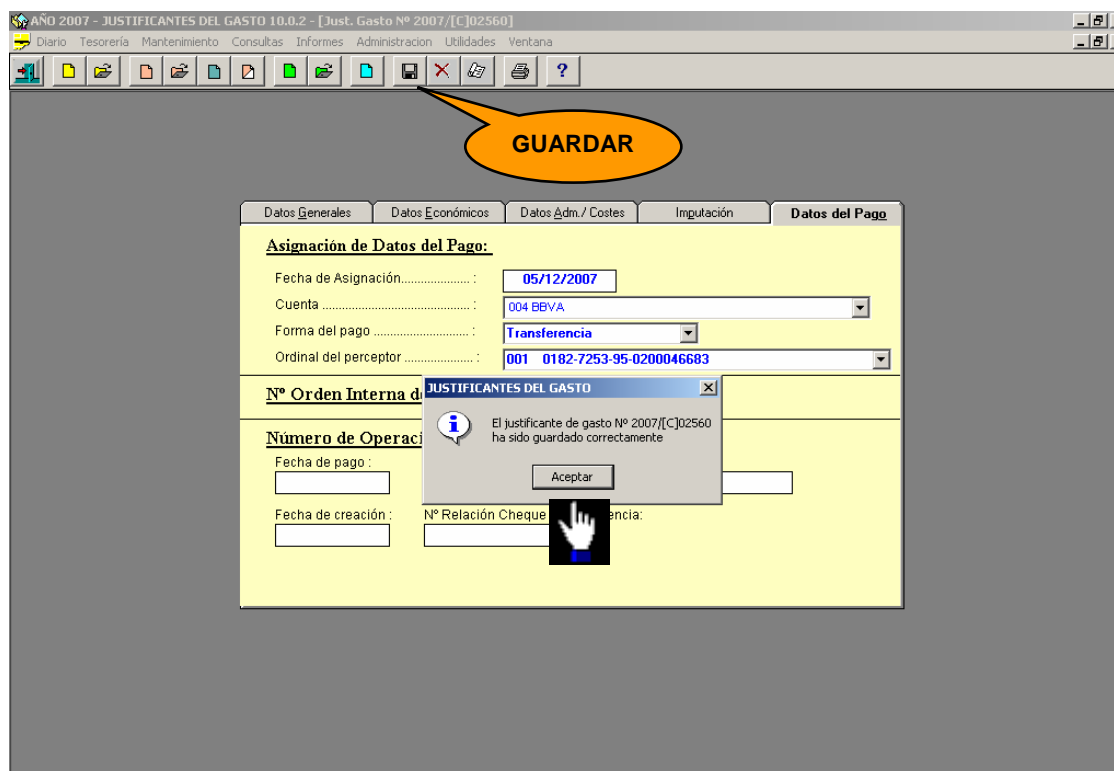 AÑO 2007 - JUSTIFICANTES DEL GASTO 10.0.2 - [Just. Gasto Nº 2007/[C]02560]
Diario Tesorería Mantenimiento Consultas Informes Administracion Utilidades Ventana
?
GUARDAR
Datos Generales Datos Económicos Datos Adm./ Costes Imputación Datos del Pago
Asignación de Datos del Pago:
Fecha de Asignación..................... : 05/12/2007
Cuenta ............................................. : 004 BBVA
Forma del pago ............................. : Transferencia
Ordinal del perceptor ..................... : 001 0182-7253-95-0200046683
Nº Orden Interna d
JUSTIFICANTES DEL GASTO
El justificante de gasto Nº 2007/[C]02560
ha sido guardado correctamente
Aceptar
Número de Operaci
Fecha de pago :
Fecha de creación : Nº Relación Cheque encia: